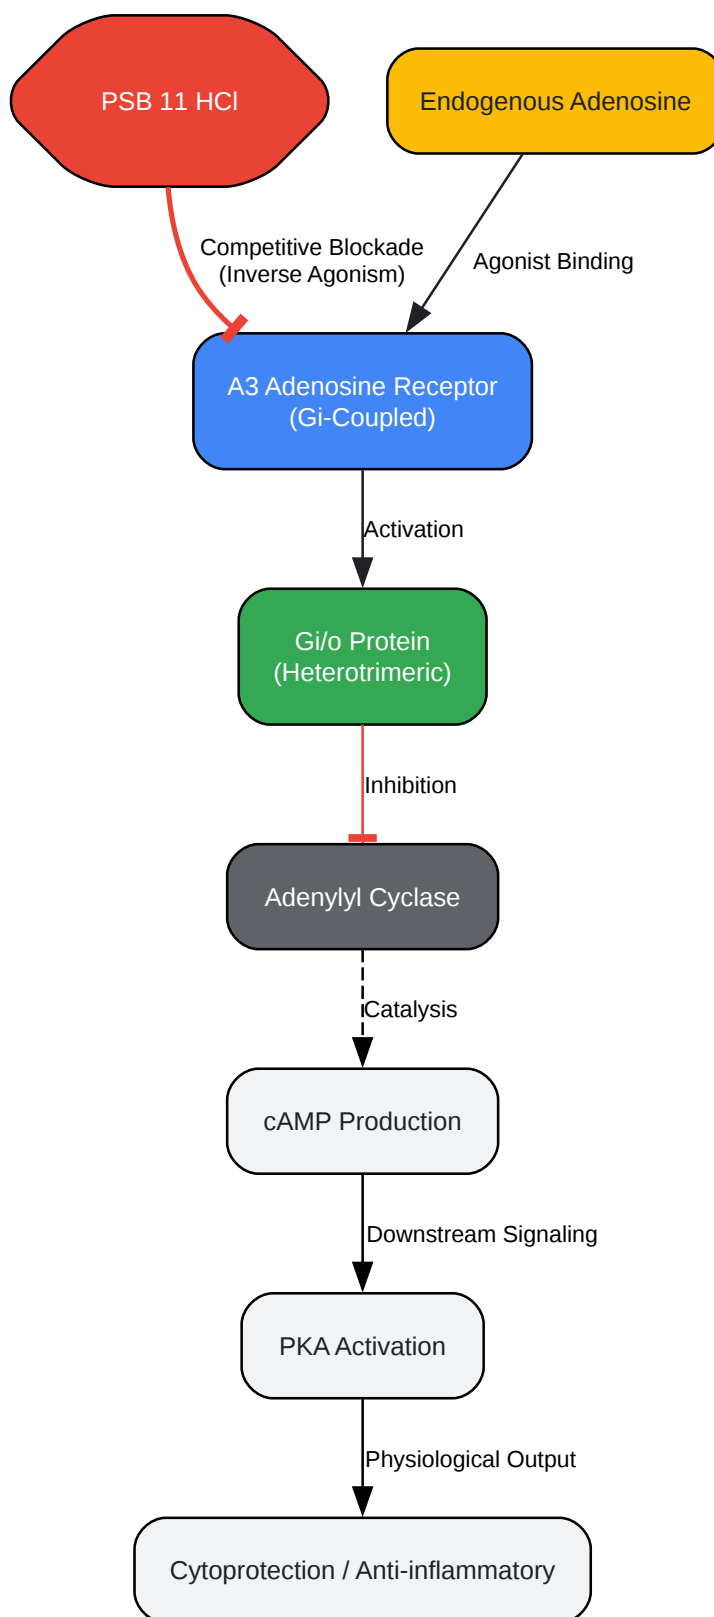 PSB 11 HCl
Endogenous Adenosine
Competitive Blockade
(Inverse Agonism)
Agonist Binding
A3 Adenosine Receptor
(Gi-Coupled)
Activation
Gi/o Protein
(Heterotrimeric)
Inhibition
Adenylyl Cyclase
Catalysis
cAMP Production
Downstream Signaling
PKA Activation
Physiological Output
Cytoprotection / Anti-inflammatory